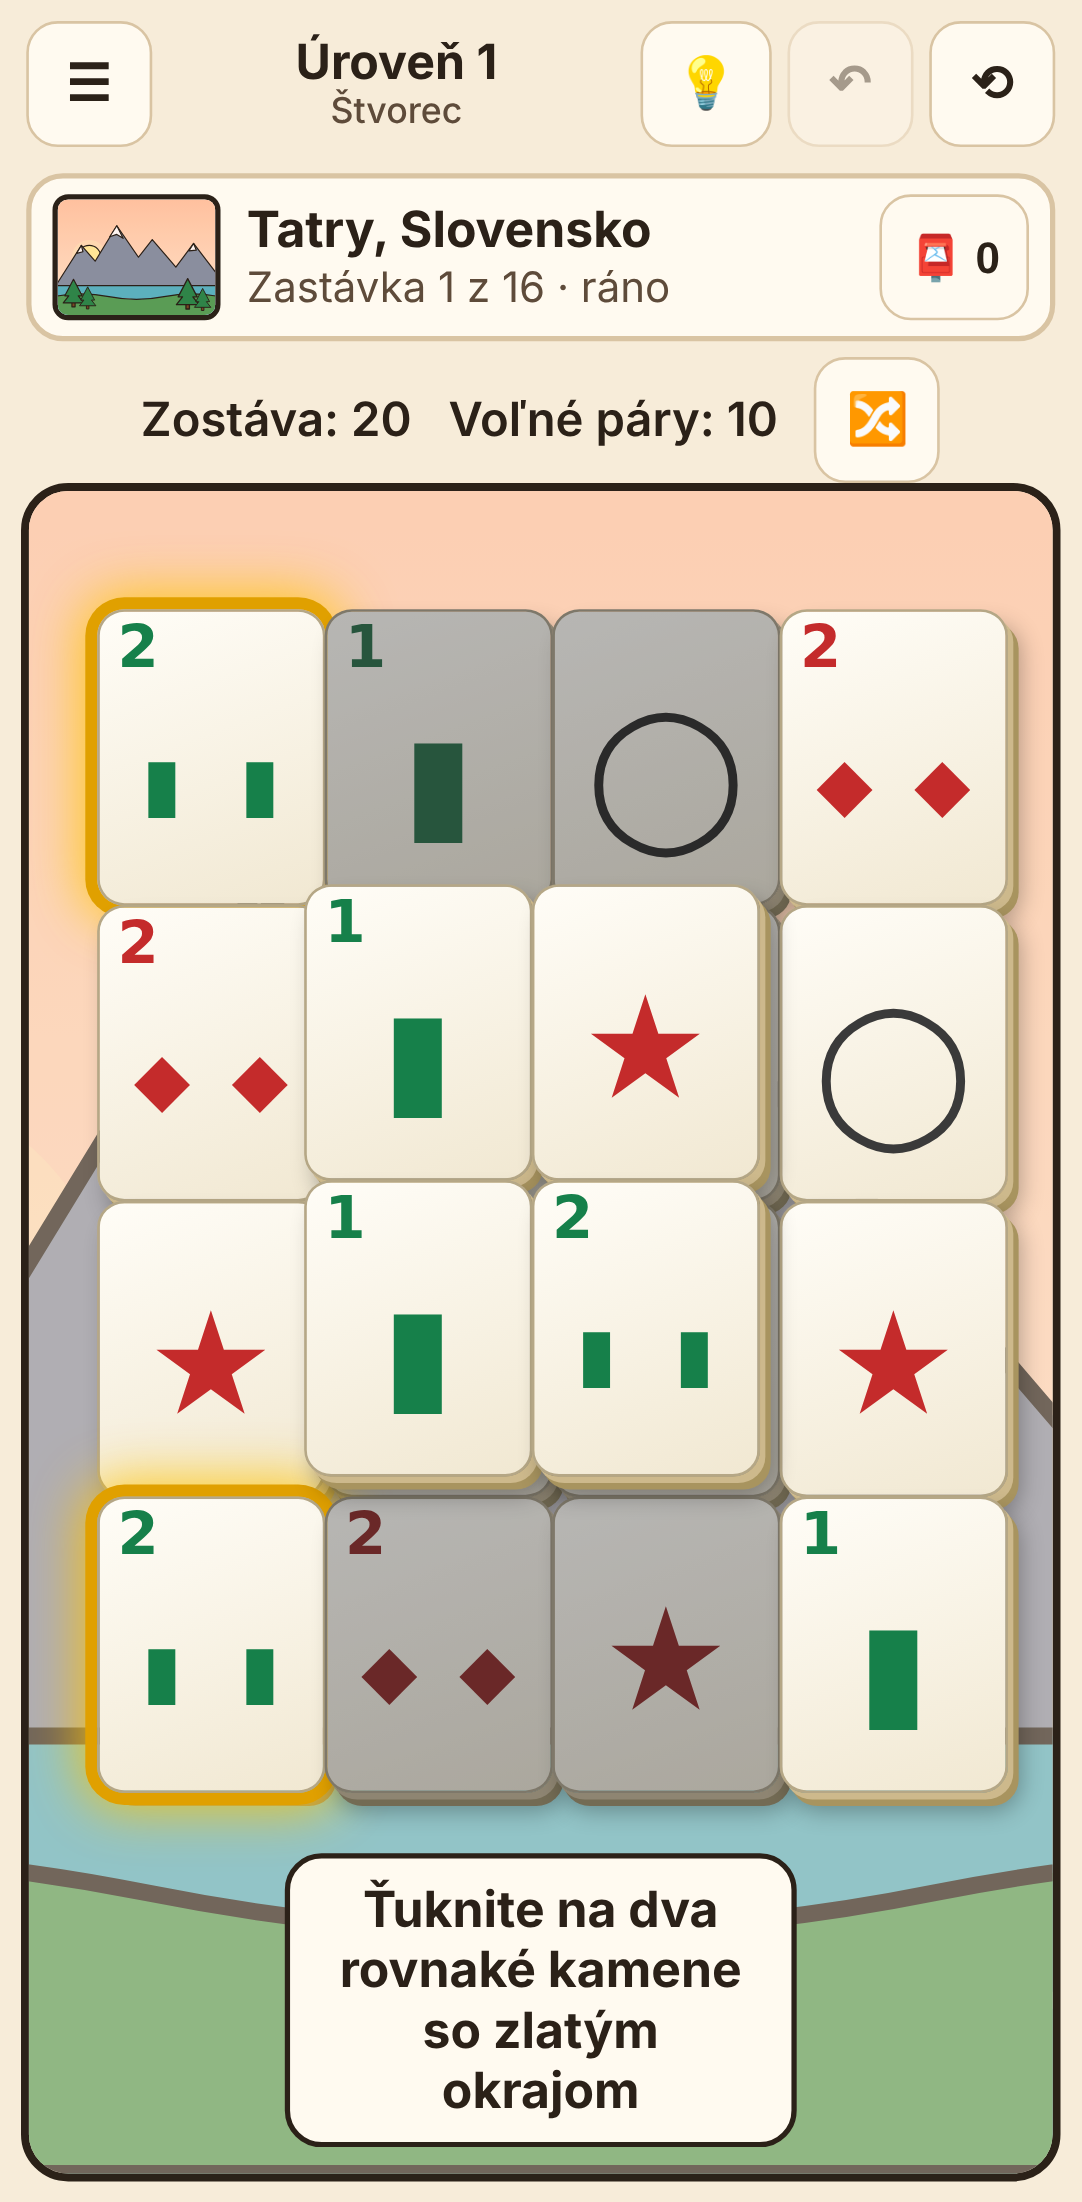 Úroveň 1
Štvorec
Tatry, Slovensko
Zastávka 1 z 16 · ráno
0
Zostáva: 20 Voľné páry: 10
2 1 2
2 1
1 2
2 2 1
Ťuknite na dva
rovnaké kamene
so zlatým
okrajom